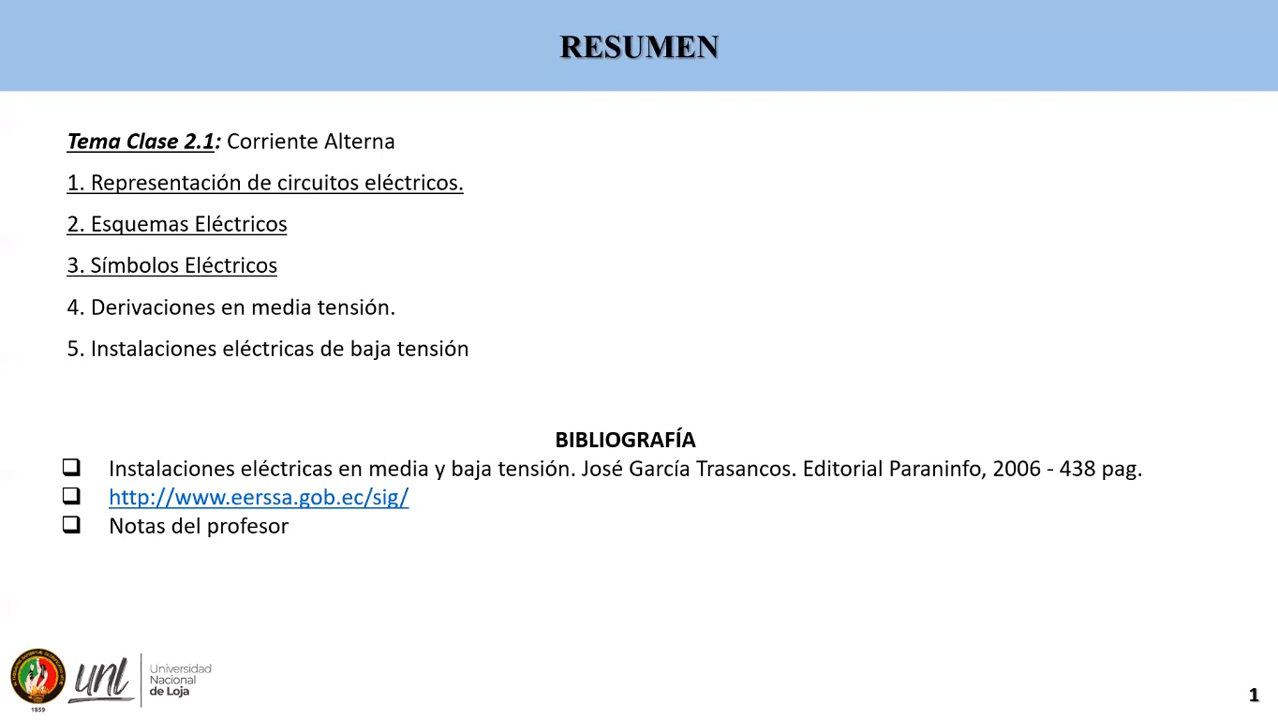 RESUMEN
Tema Clase 2.1: Corriente Alterna
1. Representación de circuitos eléctricos.
2. Esquemas Eléctricos
3. Símbolos Eléctricos
4. Derivaciones en media tensión.
5. Instalaciones eléctricas de baja tensión
BIBLIOGRAFÍA
❑ Instalaciones eléctricas en media y baja tensión. José García Trasancos. Editorial Paraninfo, 2006 - 438 pag.
❑ http://www.eerssa.gob.ec/sig/
❑ Notas del profesor
1859
unl
Universidad
Nacional
de Loja
1